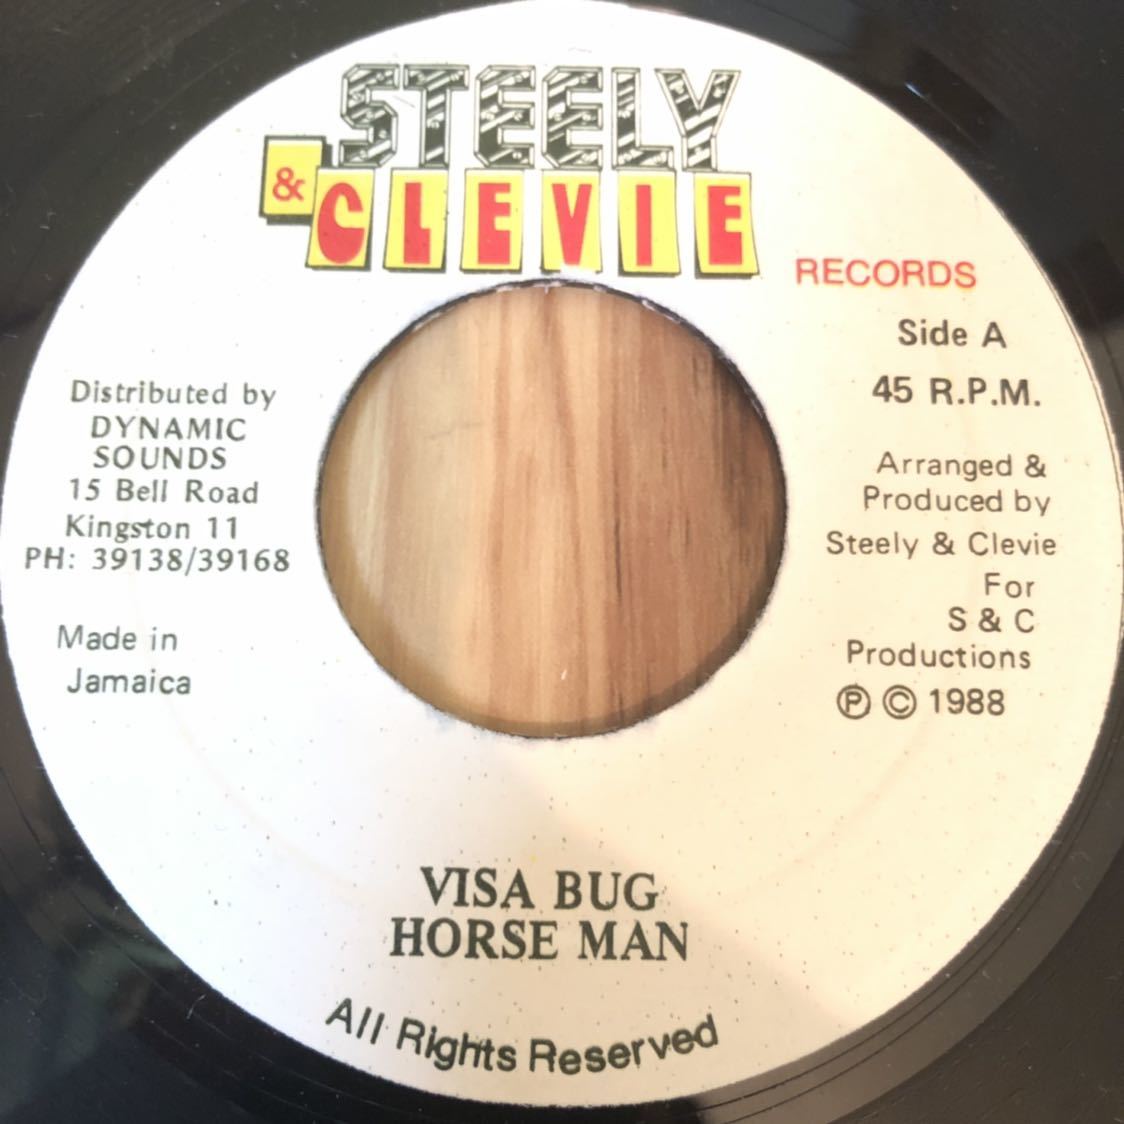 STEELY
& CLEVIE
RECORDS
Side A
45 R.P.M.
Distributed by
DYNAMIC
SOUNDS
15 Bell Road
Kingston 11
PH: 39138/39168
Made in
Jamaica
Arranged &
Produced by
Steely & Clevie
For
S & C
Productions
Ⓟ © 1988
VISA BUG
HORSE MAN
All Rights Reserved